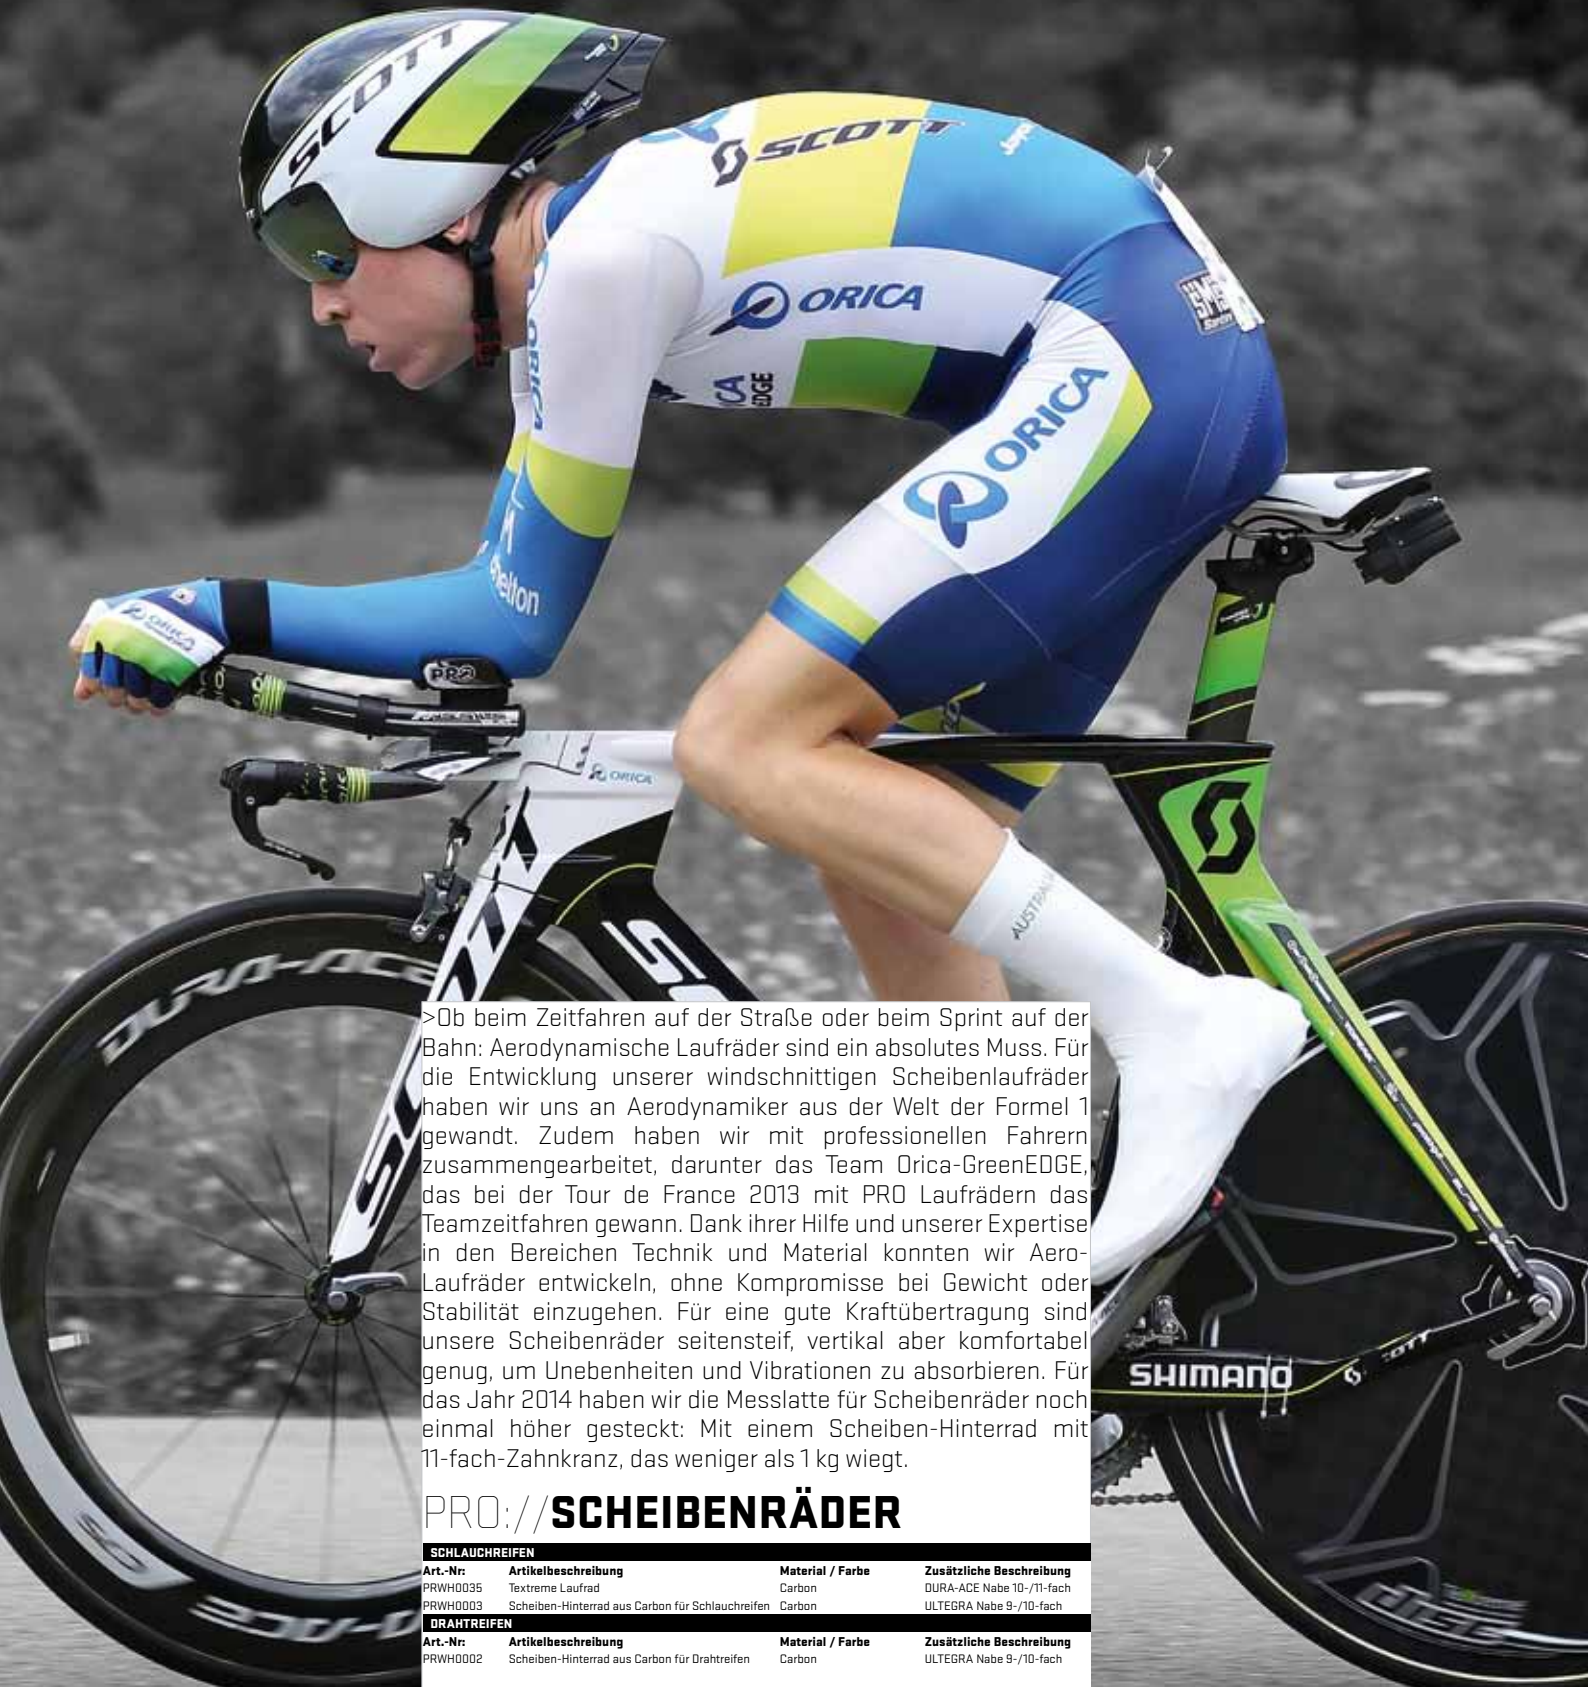 SCOTT
SCOTT
Jayco
ORICA
ORICA
CA
EDGE
ORICA
SMS
Santini
helton
ORICA
PRO
ORICA
SCOTT
AUSTRALI
DURA-ACE
>Ob beim Zeitfahren auf der Straße oder beim Sprint auf der
Bahn: Aerodynamische Laufräder sind ein absolutes Muss. Für
die Entwicklung unserer windschnittigen Scheibenlaufräder
haben wir uns an Aerodynamiker aus der Welt der Formel 1
gewandt. Zudem haben wir mit professionellen Fahrern
zusammengearbeitet, darunter das Team Orica-GreenEDGE,
das bei der Tour de France 2013 mit PRO Laufrädern das
Teamzeitfahren gewann. Dank ihrer Hilfe und unserer Expertise
in den Bereichen Technik und Material konnten wir Aero-
Laufräder entwickeln, ohne Kompromisse bei Gewicht oder
Stabilität einzugehen. Für eine gute Kraftübertragung sind
unsere Scheibenräder seitensteif, vertikal aber komfortabel
genug, um Unebenheiten und Vibrationen zu absorbieren. Für
das Jahr 2014 haben wir die Messlatte für Scheibenräder noch
einmal höher gesteckt: Mit einem Scheiben-Hinterrad mit
11-fach-Zahnkranz, das weniger als 1 kg wiegt.
SHIMANO
PRO://SCHEIBENRÄDER
SCHLAUCHREIFEN
Art.-Nr: Artikelbeschreibung Material / Farbe Zusätzliche Beschreibung
PRWH0035 Textreme Laufrad Carbon DURA-ACE Nabe 10-/11-fach
PRWH0003 Scheiben-Hinterrad aus Carbon für Schlauchreifen Carbon ULTEGRA Nabe 9-/10-fach
DRAHTREIFEN
Art.-Nr: Artikelbeschreibung Material / Farbe Zusätzliche Beschreibung
PRWH0002 Scheiben-Hinterrad aus Carbon für Drahtreifen Carbon ULTEGRA Nabe 9-/10-fach
C5